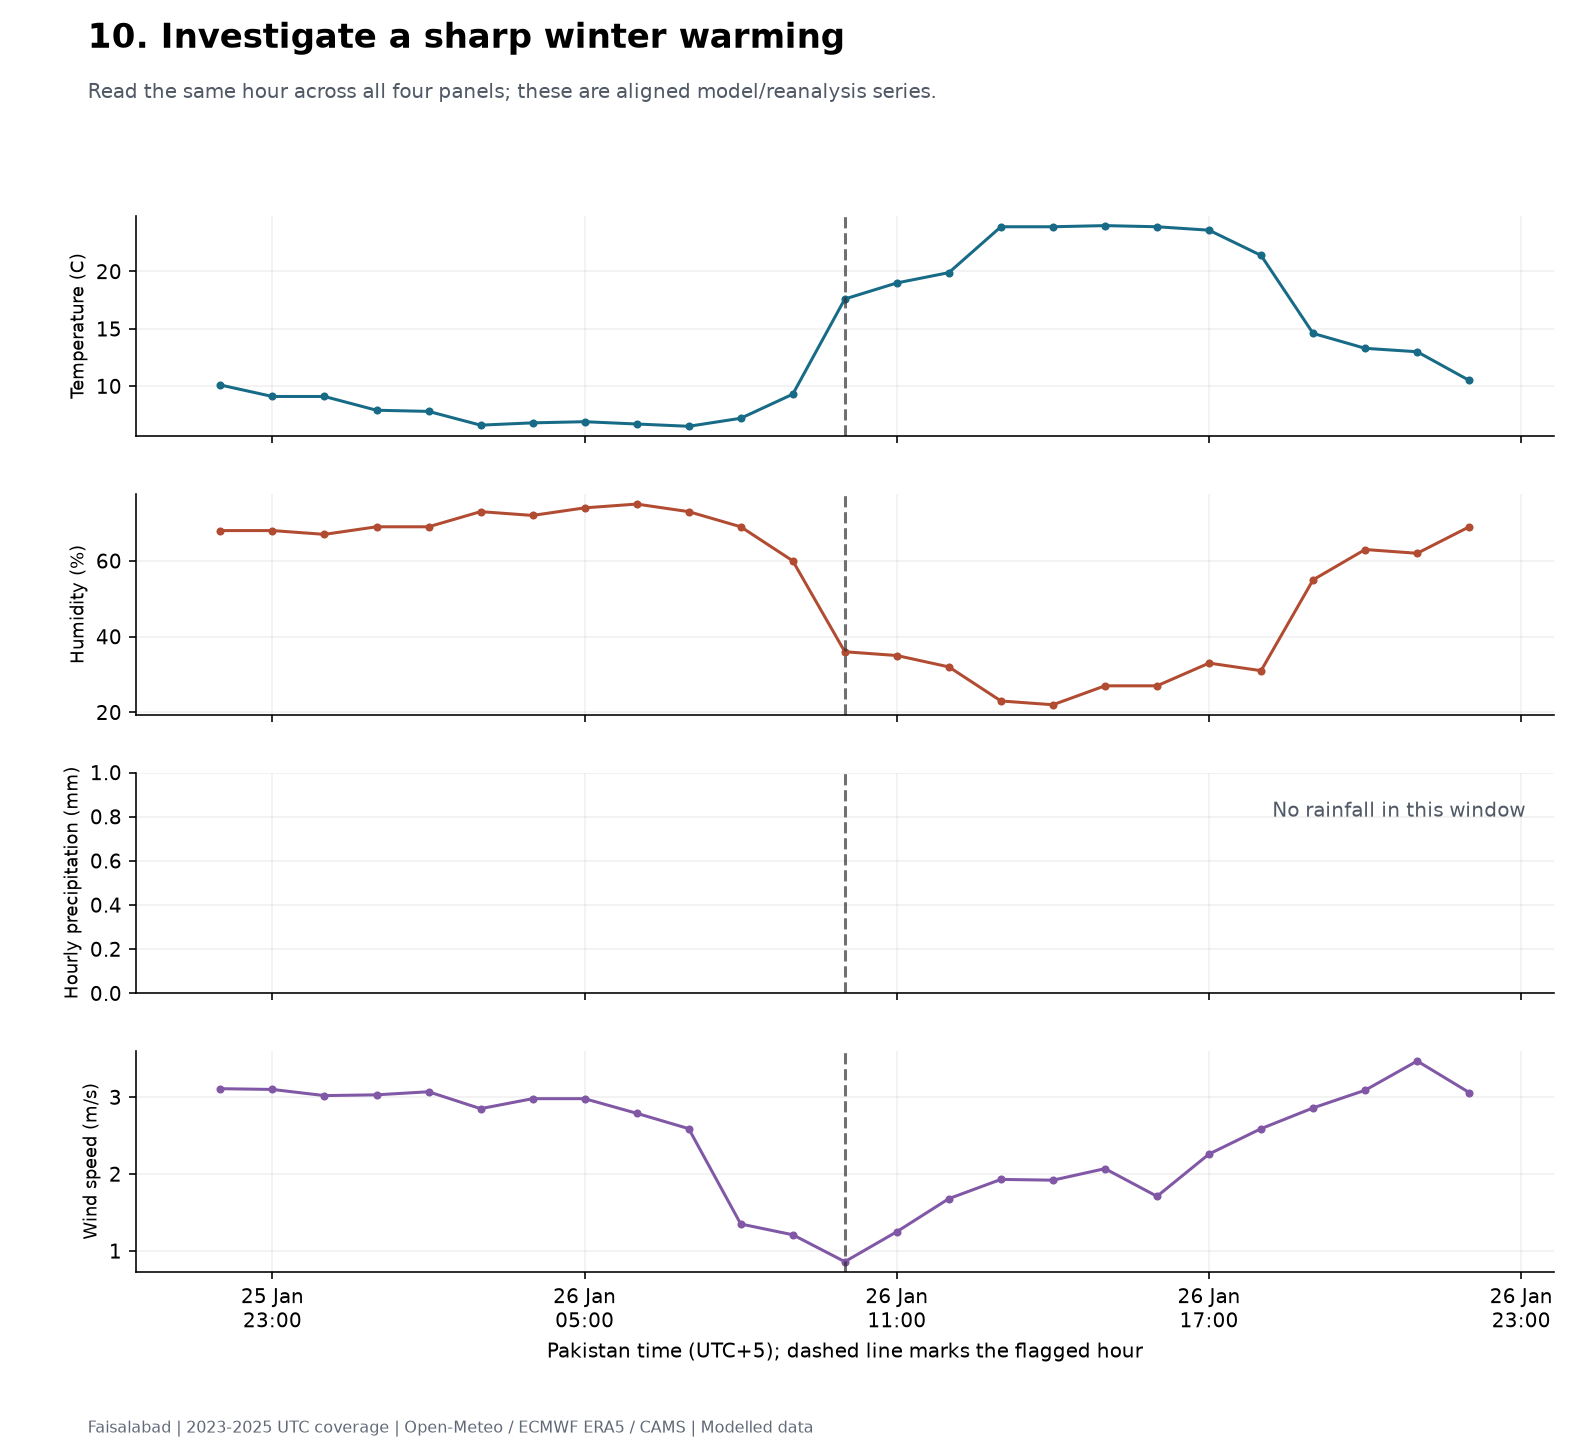 10. Investigate a sharp winter warming
Read the same hour across all four panels; these are aligned model/reanalysis series.
Temperature (C)
20
15
10
Humidity (%)
60
40
20
Hourly precipitation (mm)
1.0
0.8
0.6
0.4
0.2
0.0
No rainfall in this window
Wind speed (m/s)
3
2
1
25 Jan
23:00
26 Jan
05:00
26 Jan
11:00
26 Jan
17:00
26 Jan
23:00
Pakistan time (UTC+5); dashed line marks the flagged hour
Faisalabad | 2023-2025 UTC coverage | Open-Meteo / ECMWF ERA5 / CAMS | Modelled data